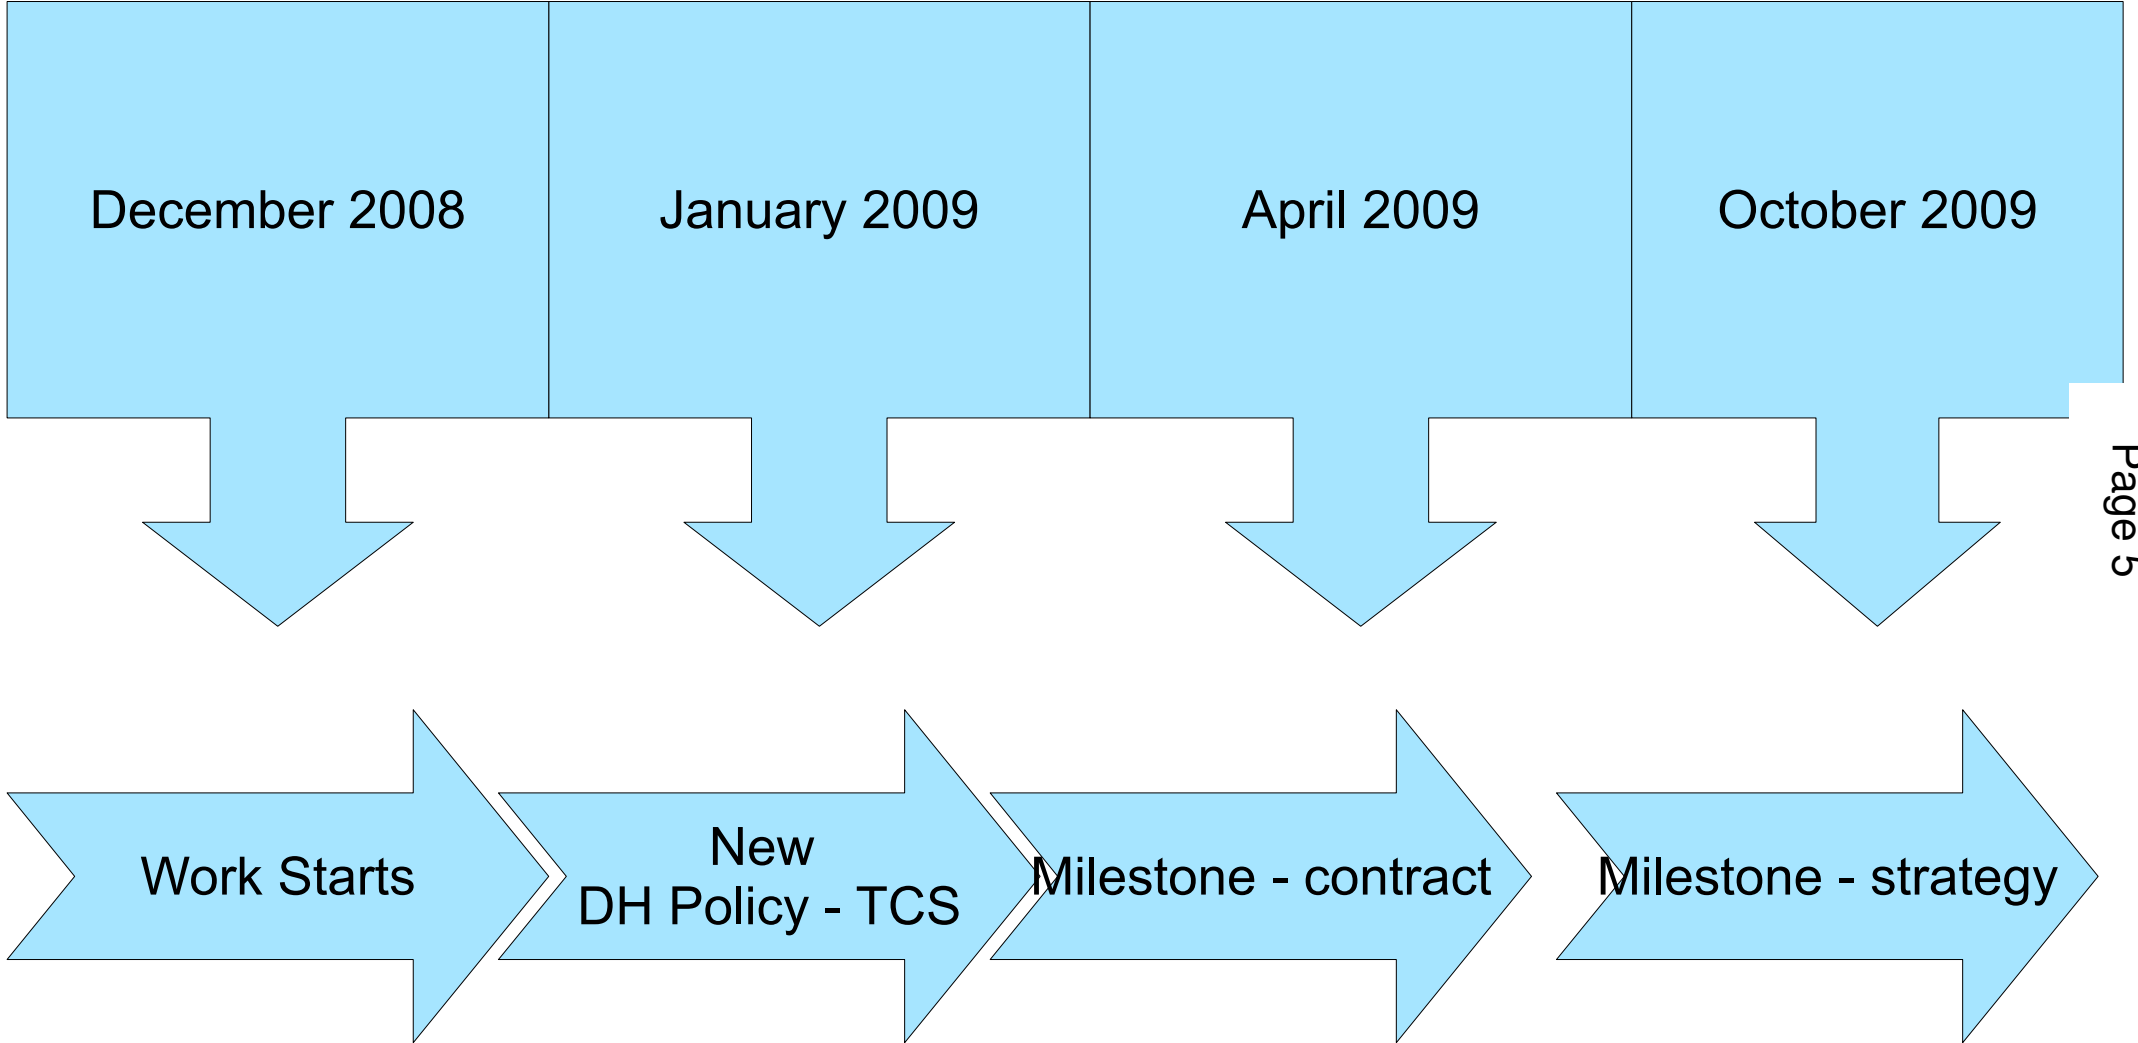 December 2008
January 2009
April 2009
October 2009
Page 5
Work Starts
New
DH Policy - TCS
Milestone - contract
Milestone - strategy